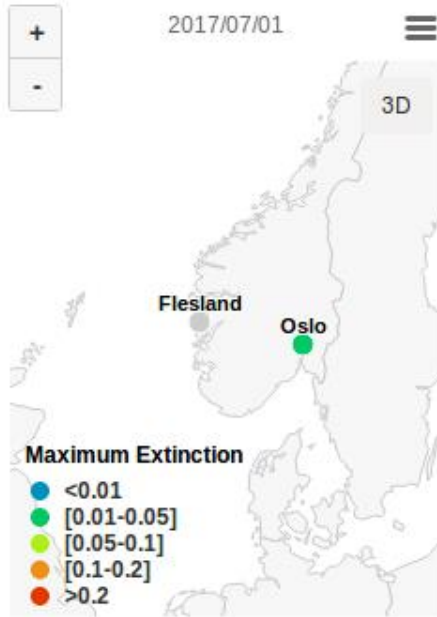 +
2017/07/01
-
3D
Flesland
Oslo
Maximum Extinction
<0.01
[0.01-0.05]
[0.05-0.1]
[0.1-0.2]
>0.2